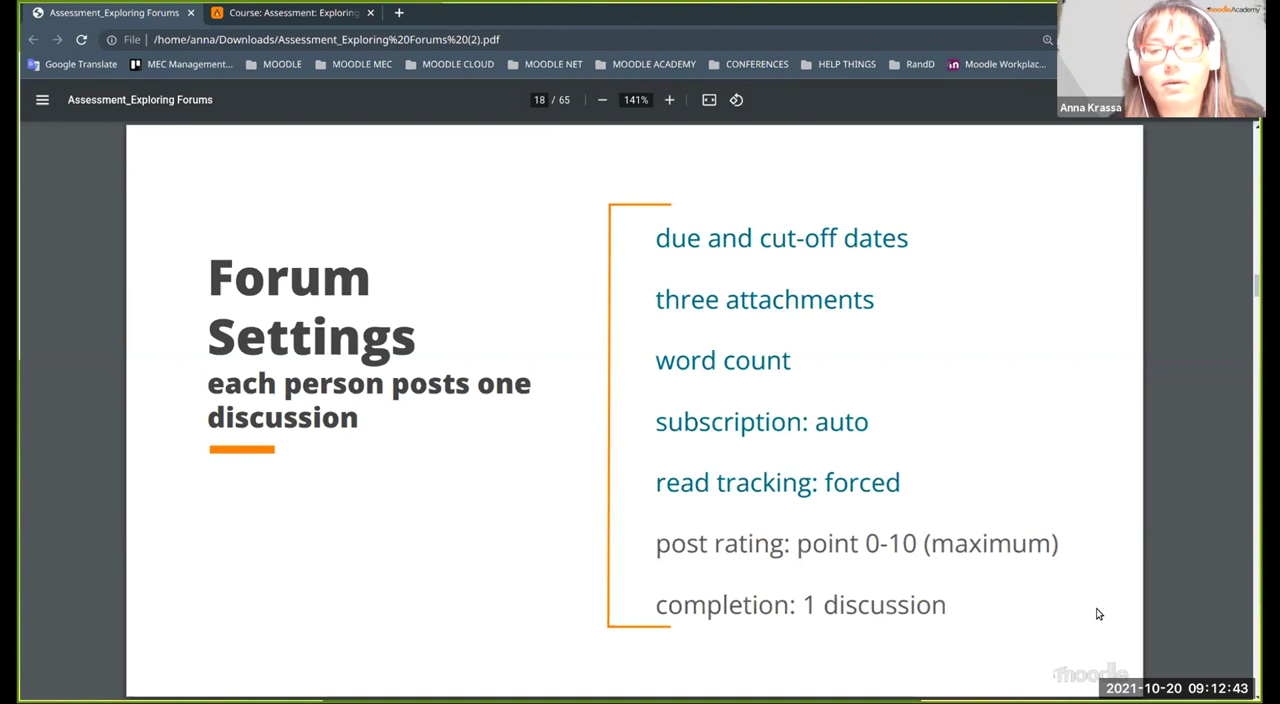 Assessment_Exploring Forums
Course: Assessment: Exploring
File
/home/anna/Downloads/Assessment_Exploring%20Forums%20(2).pdf
Google Translate
MEC Management...
MOODLE
MOODLE MEC
MOODLE CLOUD
MOODLE NET
MOODLE ACADEMY
CONFERENCES
HELP THINGS
RandD
Moodle Workplac...
moodleAcademy
Anna Krassa
Assessment_Exploring Forums
18 / 65
141%
Forum
Settings
each person posts one
discussion
due and cut-off dates
three attachments
word count
subscription: auto
read tracking: forced
post rating: point 0-10 (maximum)
completion: 1 discussion
moodle
2021-10-20 09:12:43